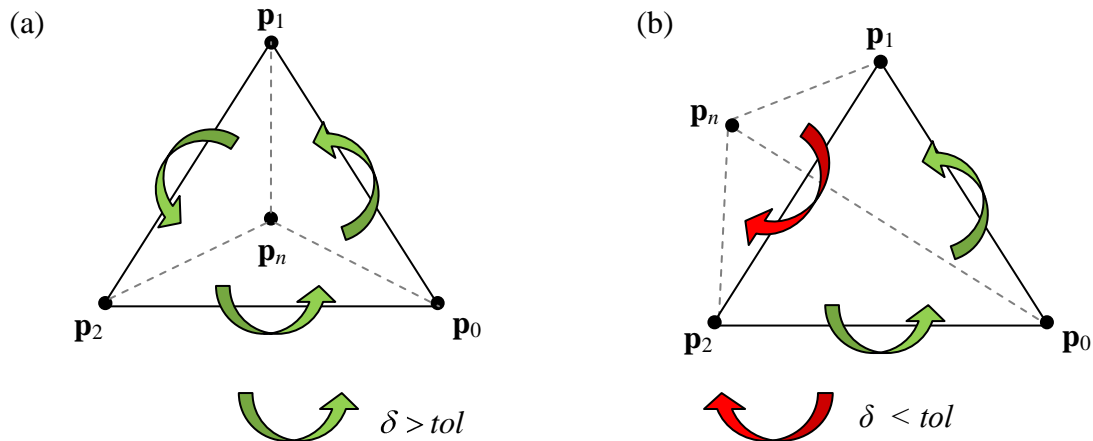 (a)
p1
pn
p2
p0
δ > tol
(b)
p1
pn
p2
p0
δ < tol